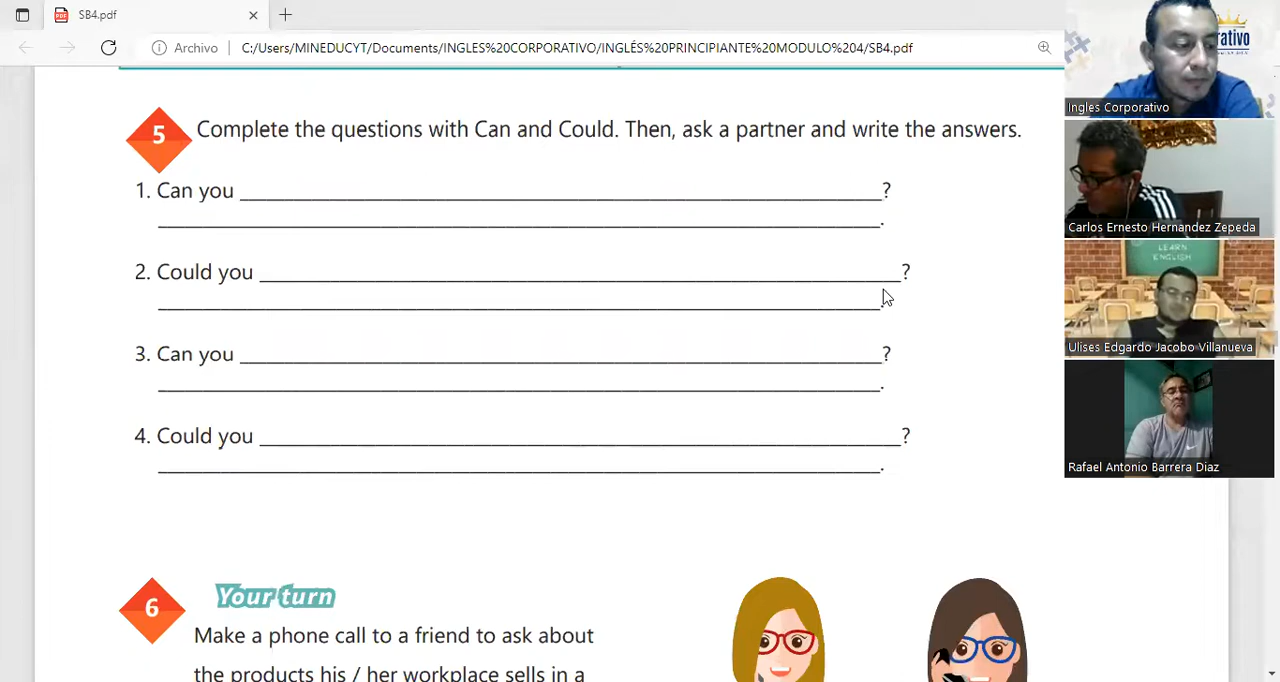 SB4.pdf
Archivo
C:/Users/MINEDUCYT/Documents/INGLES%20CORPORATIVO/INGLÉS%20PRINCIPIANTE%20MODULO%204/SB4.pdf
5
Complete the questions with Can and Could. Then, ask a partner and write the answers.
1. Can you ?
.
2. Could you ?
.
3. Can you ?
.
4. Could you ?
.
6
Your turn
Make a phone call to a friend to ask about
the products his / her workplace sells in a
Ingles Corporativo
Carlos Ernesto Hernandez Zepeda
LEARN
ENGLISH
Ulises Edgardo Jacobo Villanueva
Rafael Antonio Barrera Diaz